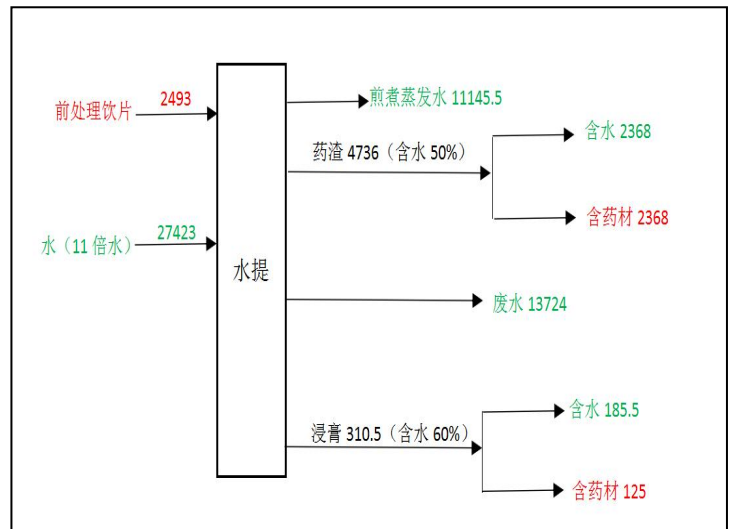 前处理饮片
2493
水（11 倍水）
27423
水提
煎煮蒸发水 11145.5
药渣 4736（含水 50%）
含水 2368
含药材 2368
废水 13724
浸膏 310.5（含水 60%）
含水 185.5
含药材 125